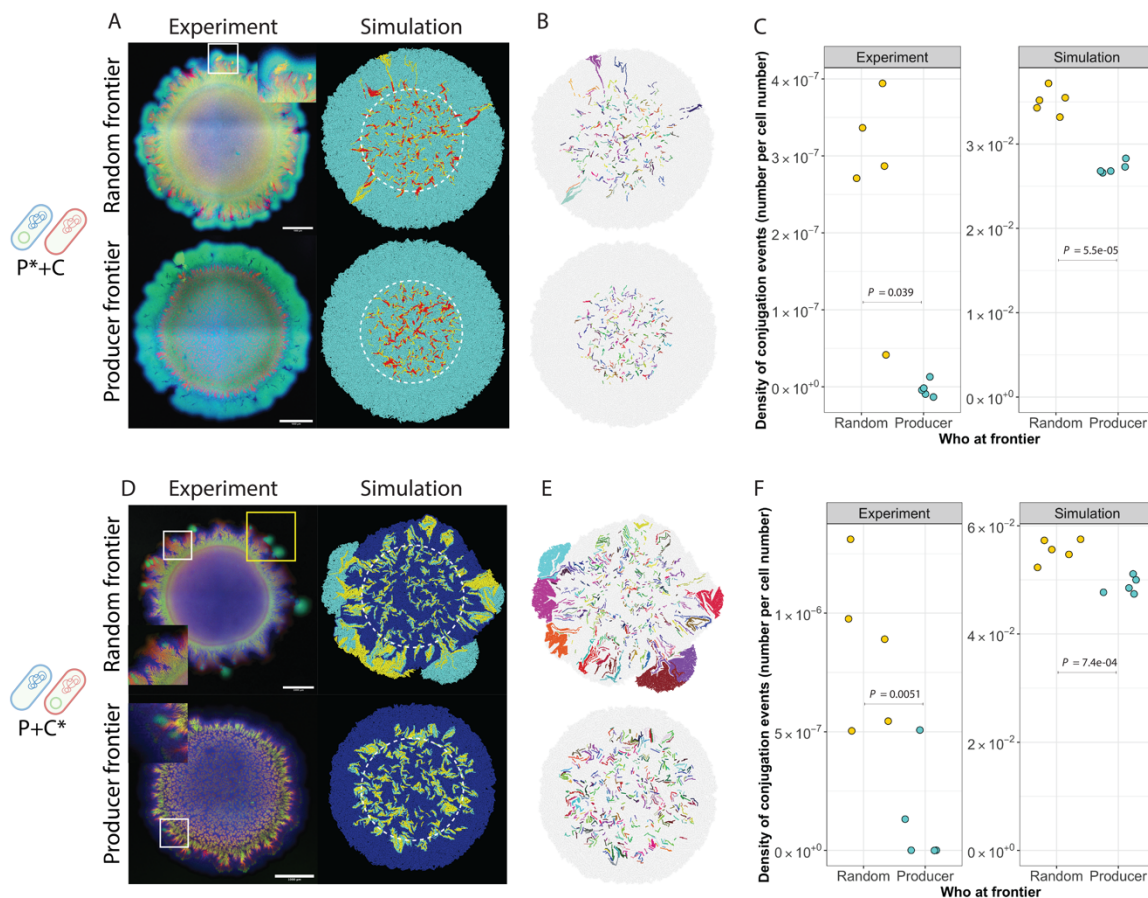 A
Experiment
Simulation
Random frontier
Producer frontier
P*+C
B
C
Experiment
Simulation
Density of conjugation events (number per cell number)
4 × 10⁻⁷
3 × 10⁻⁷
2 × 10⁻⁷
1 × 10⁻⁷
0 × 10⁺⁰
P = 0.039
3 × 10⁻²
2 × 10⁻²
1 × 10⁻²
0 × 10⁺⁰
P = 5.5e-05
Random Producer
Random Producer
Who at frontier
D
Experiment
Simulation
Random frontier
Producer frontier
P+C*
E
F
Experiment
Simulation
Density of conjugation events (number per cell number)
1 × 10⁻⁶
5 × 10⁻⁷
0 × 10⁺⁰
P = 0.0051
6 × 10⁻²
4 × 10⁻²
2 × 10⁻²
0 × 10⁺⁰
P = 7.4e-04
Random Producer
Random Producer
Who at frontier